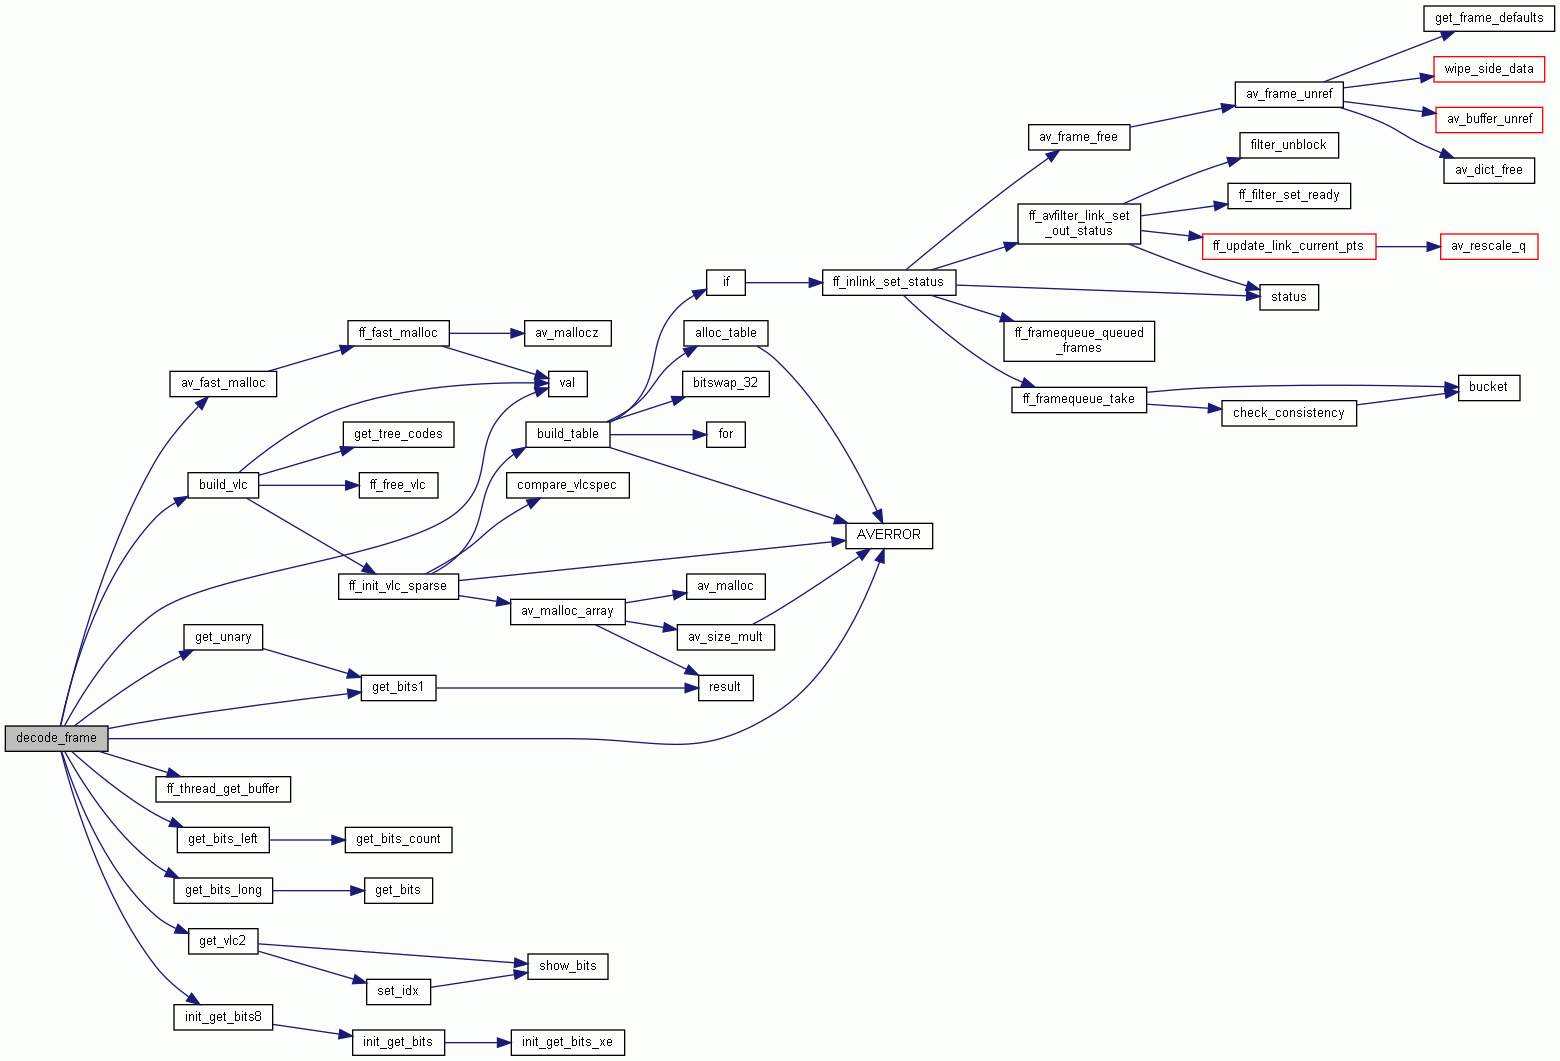 get_frame_defaults
wipe_side_data
av_frame_unref
av_buffer_unref
av_frame_free
filter_unblock
av_dict_free
ff_filter_set_ready
ff_avfilter_link_set
_out_status
ff_update_link_current_pts
av_rescale_q
if
ff_inlink_set_status
status
ff_fast_malloc
av_mallocz
alloc_table
ff_framequeue_queued
_frames
av_fast_malloc
val
bitswap_32
ff_framequeue_take
bucket
check_consistency
get_tree_codes
build_table
for
build_vlc
ff_free_vlc
compare_vlcspec
AVERROR
ff_init_vlc_sparse
av_malloc
av_malloc_array
get_unary
av_size_mult
get_bits1
result
decode_frame
ff_thread_get_buffer
get_bits_left
get_bits_count
get_bits_long
get_bits
get_vlc2
show_bits
set_idx
init_get_bits8
init_get_bits
init_get_bits_xe